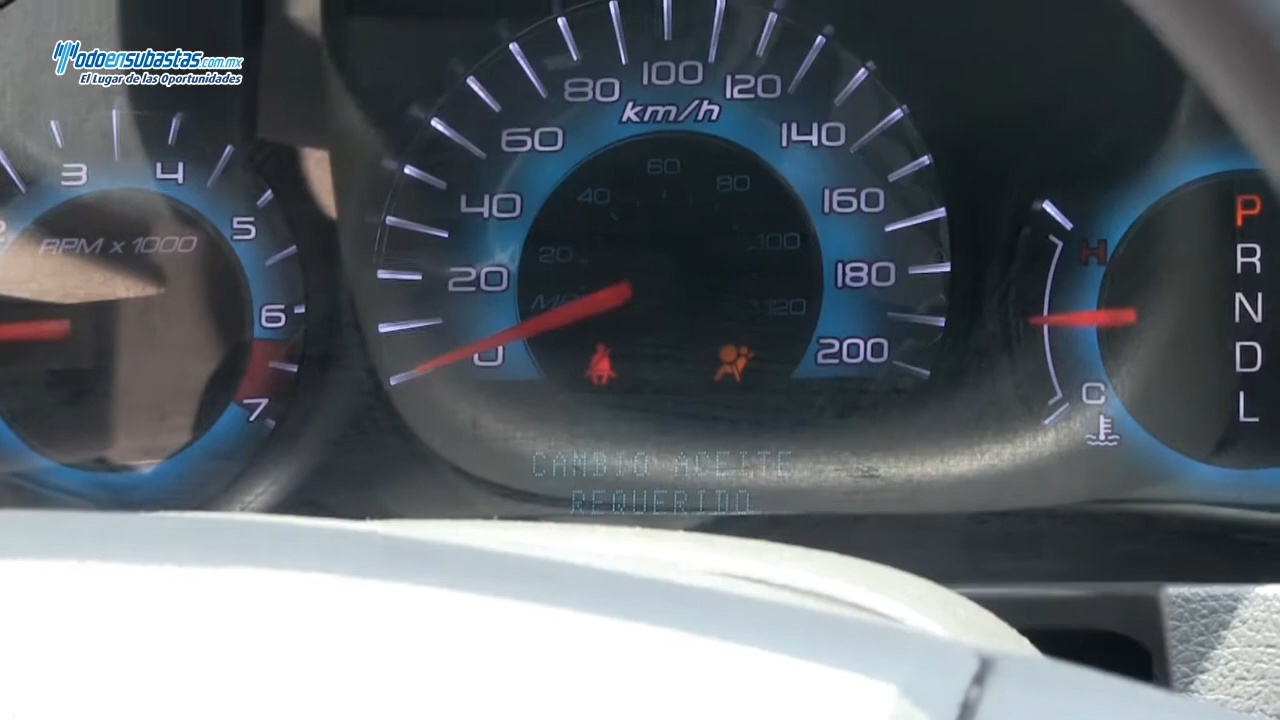 todoensubastas.com.mx
El Lugar de las Oportunidades
3
4
5
6
7
RPM x 1000
0
20
40
60
80
100
120
140
160
180
200
km/h
20
40
60
80
100
120
H
C
P
R
N
D
L
CAMBIO ACEITE
REQUERIDO